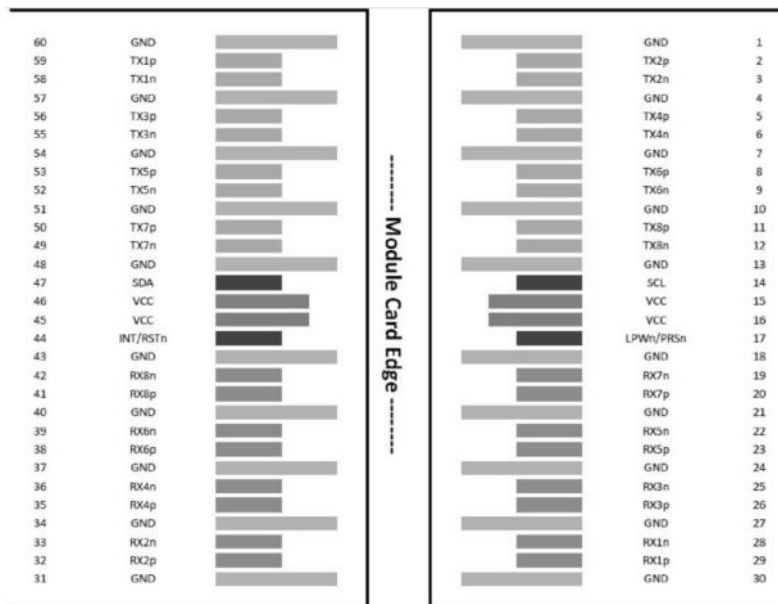 60 GND GND 1
59 TX1p TX2p 2
58 TX1n TX2n 3
57 GND GND 4
56 TX3p TX4p 5
55 TX3n TX4n 6
54 GND GND 7
53 TX5p TX6p 8
52 TX5n TX6n 9
51 GND GND 10
50 TX7p TX8p 11
49 TX7n TX8n 12
48 GND GND 13
47 SDA SCL 14
46 VCC VCC 15
45 VCC VCC 16
44 INT/RSTn LPWn/PRSn 17
43 GND GND 18
42 RX8n RX7n 19
41 RX8p RX7p 20
40 GND GND 21
39 RX6n RX5n 22
38 RX6p RX5p 23
37 GND GND 24
36 RX4n RX3n 25
35 RX4p RX3p 26
34 GND GND 27
33 RX2n RX1n 28
32 RX2p RX1p 29
31 GND GND 30
-------- Module Card Edge --------